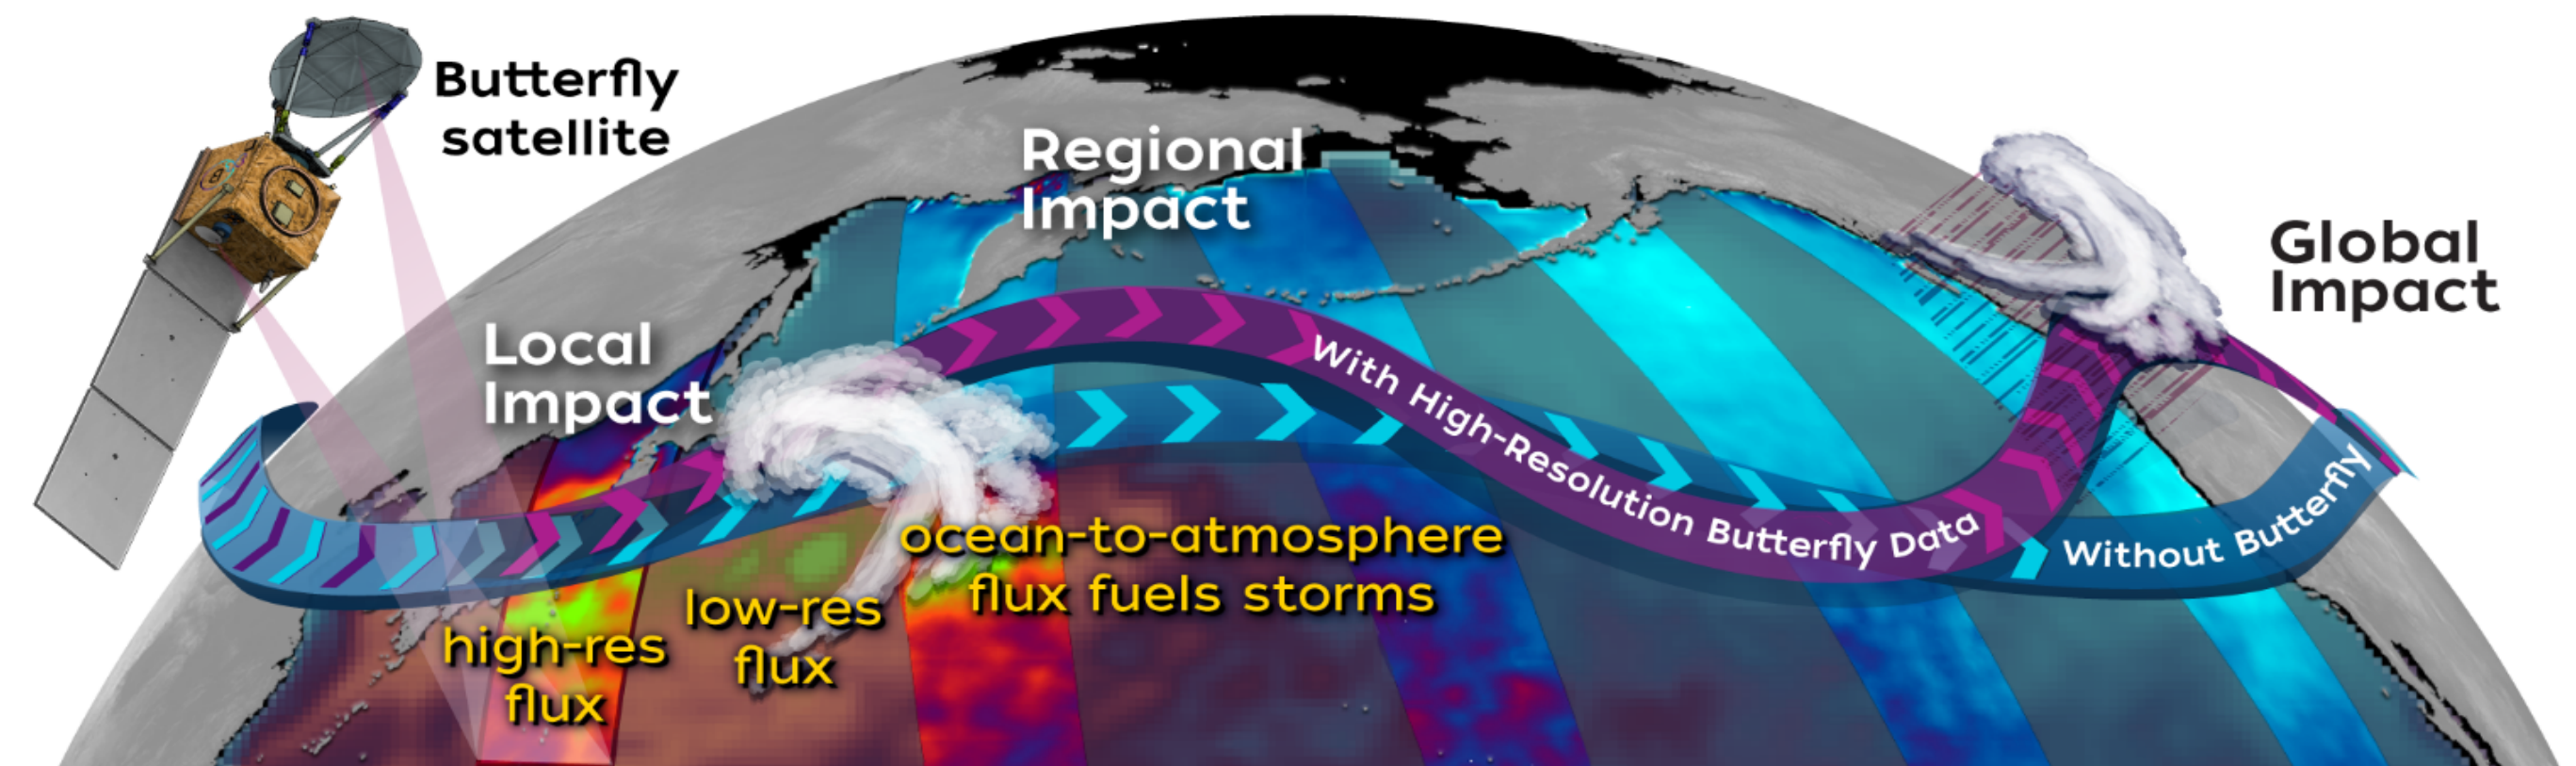 Butterfly
satellite
Regional
Impact
Global
Impact
Local
Impact
With High-Resolution Butterfly Data
Without Butterfly
ocean-to-atmosphere
flux fuels storms
low-res
flux
high-res
flux